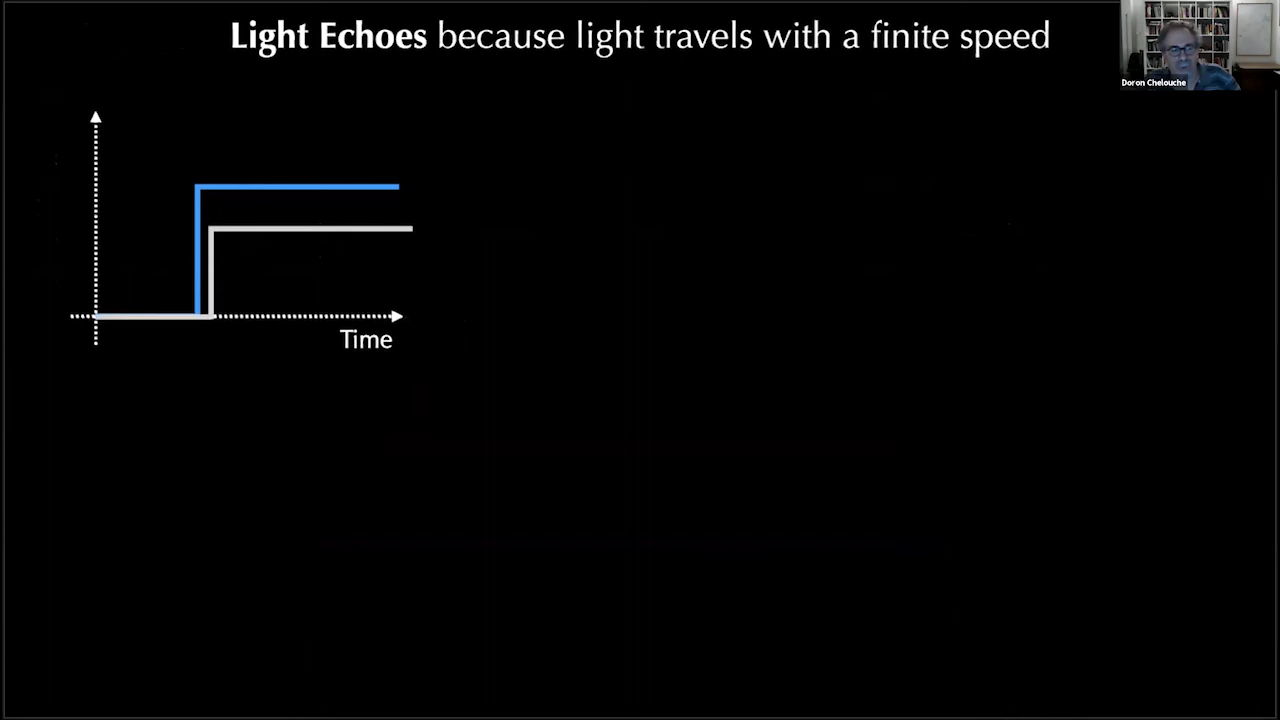 Light Echoes because light travels with a finite speed
Doron Chelouche
Time